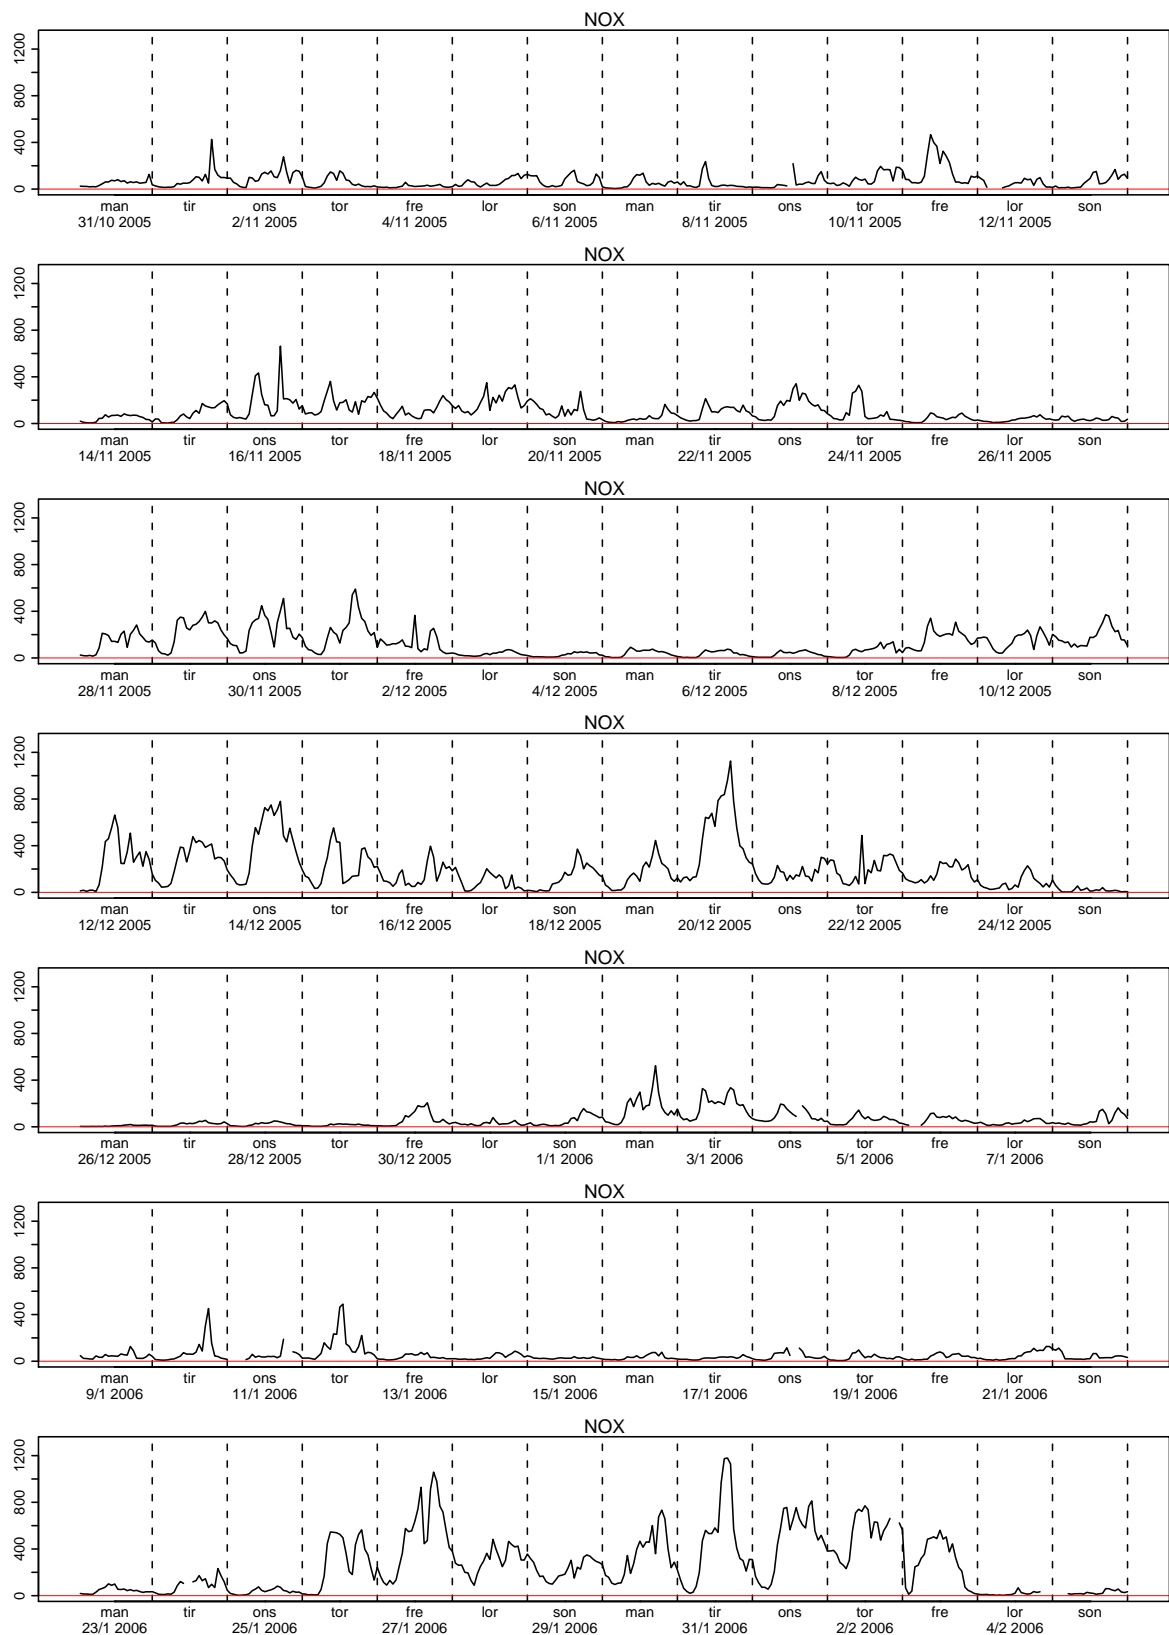 NOX
0 400 800 1200
man tir ons tor fre lor son man tir ons tor fre lor son
31/10 2005 2/11 2005 4/11 2005 6/11 2005 8/11 2005 10/11 2005 12/11 2005
NOX
0 400 800 1200
man tir ons tor fre lor son man tir ons tor fre lor son
14/11 2005 16/11 2005 18/11 2005 20/11 2005 22/11 2005 24/11 2005 26/11 2005
NOX
0 400 800 1200
man tir ons tor fre lor son man tir ons tor fre lor son
28/11 2005 30/11 2005 2/12 2005 4/12 2005 6/12 2005 8/12 2005 10/12 2005
NOX
0 400 800 1200
man tir ons tor fre lor son man tir ons tor fre lor son
12/12 2005 14/12 2005 16/12 2005 18/12 2005 20/12 2005 22/12 2005 24/12 2005
NOX
0 400 800 1200
man tir ons tor fre lor son man tir ons tor fre lor son
26/12 2005 28/12 2005 30/12 2005 1/1 2006 3/1 2006 5/1 2006 7/1 2006
NOX
0 400 800 1200
man tir ons tor fre lor son man tir ons tor fre lor son
9/1 2006 11/1 2006 13/1 2006 15/1 2006 17/1 2006 19/1 2006 21/1 2006
NOX
0 400 800 1200
man tir ons tor fre lor son man tir ons tor fre lor son
23/1 2006 25/1 2006 27/1 2006 29/1 2006 31/1 2006 2/2 2006 4/2 2006